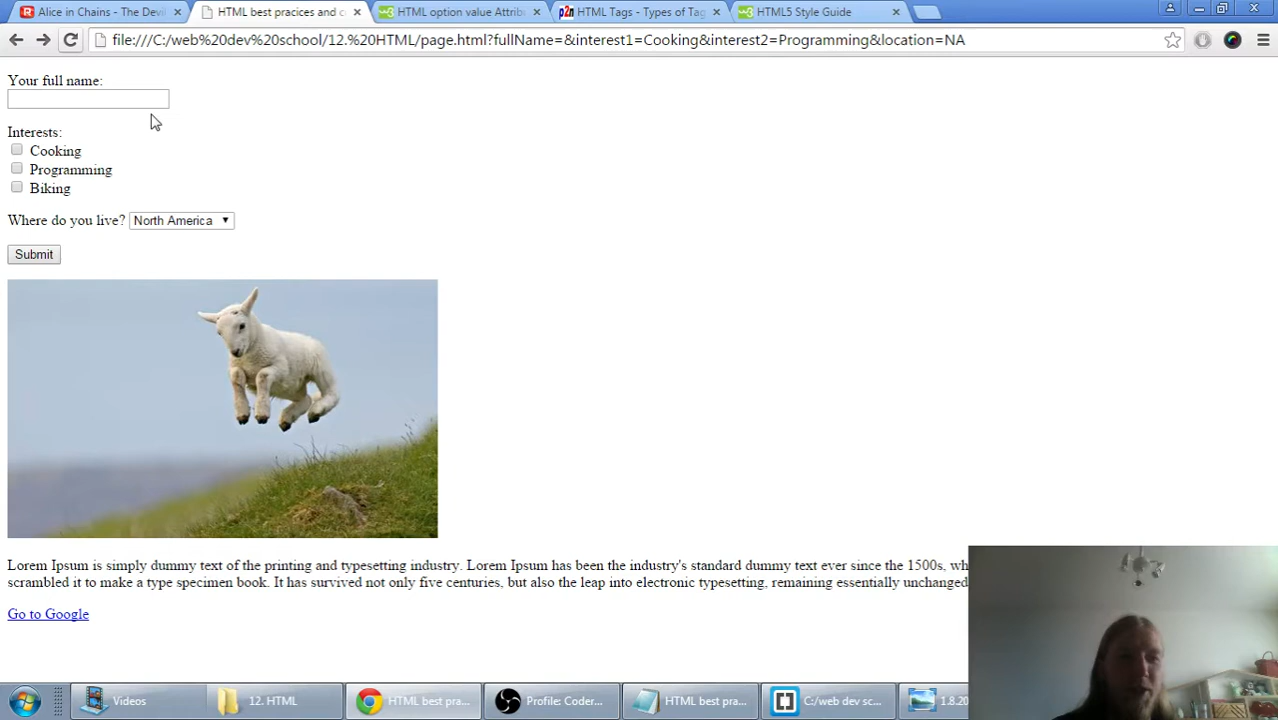 Alice in Chains - The Devil
HTML best pracices and c
HTML option value Attrib
p2n HTML Tags - Types of Tag
HTML5 Style Guide
file:///C:/web%20dev%20school/12.%20HTML/page.html?fullName=&interest1=Cooking&interest2=Programming&location=NA
Your full name:
Interests:
Cooking
Programming
Biking
Where do you live? North America
Submit
Lorem Ipsum is simply dummy text of the printing and typesetting industry. Lorem Ipsum has been the industry's standard dummy text ever since the 1500s, wh
scrambled it to make a type specimen book. It has survived not only five centuries, but also the leap into electronic typesetting, remaining essentially unchanged
Go to Google
Videos
12. HTML
HTML best pra...
Profile: Coder...
HTML best pra...
C:/web dev sc...
1.8.20